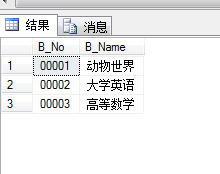 结果 消息
B_No B_Name
1 00001 动物世界
2 00002 大学英语
3 00003 高等数学